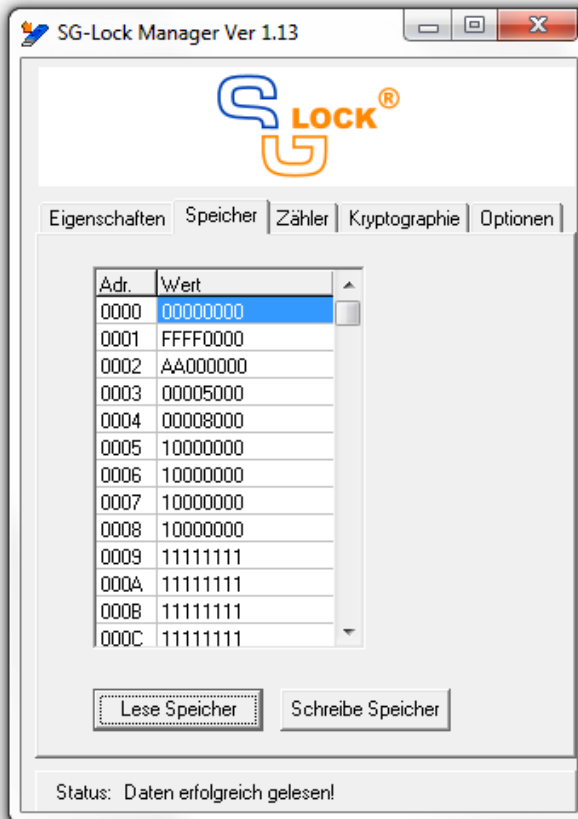 SG-Lock Manager Ver 1.13
SG LOCK®
Eigenschaften Speicher Zähler Kryptographie Optionen
Adr. Wert
0000 00000000
0001 FFFF0000
0002 AA000000
0003 00005000
0004 00008000
0005 10000000
0006 10000000
0007 10000000
0008 10000000
0009 11111111
000A 11111111
000B 11111111
000C 11111111
Lese Speicher Schreibe Speicher
Status: Daten erfolgreich gelesen!